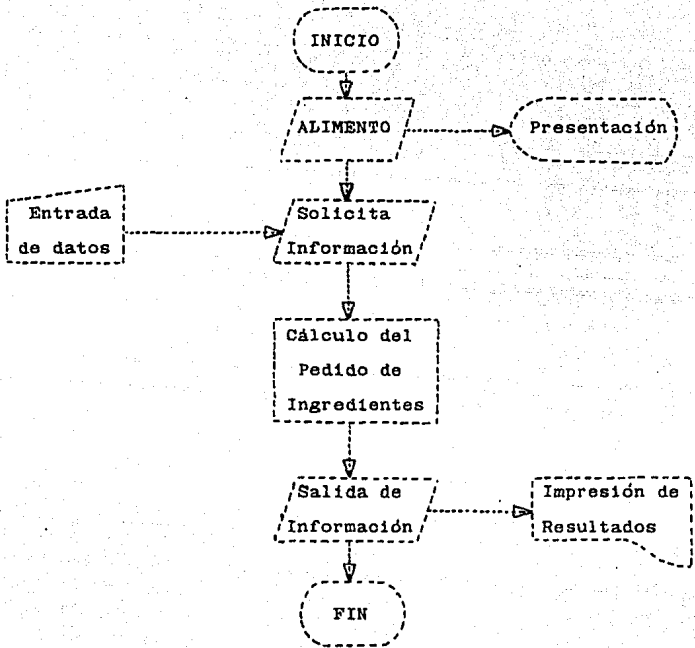 INICIO
ALIMENTO
Presentación
Entrada
de datos
Solicita
Información
Cálculo del
Pedido de
Ingredientes
Salida de
Información
Impresión de
Resultados
FIN